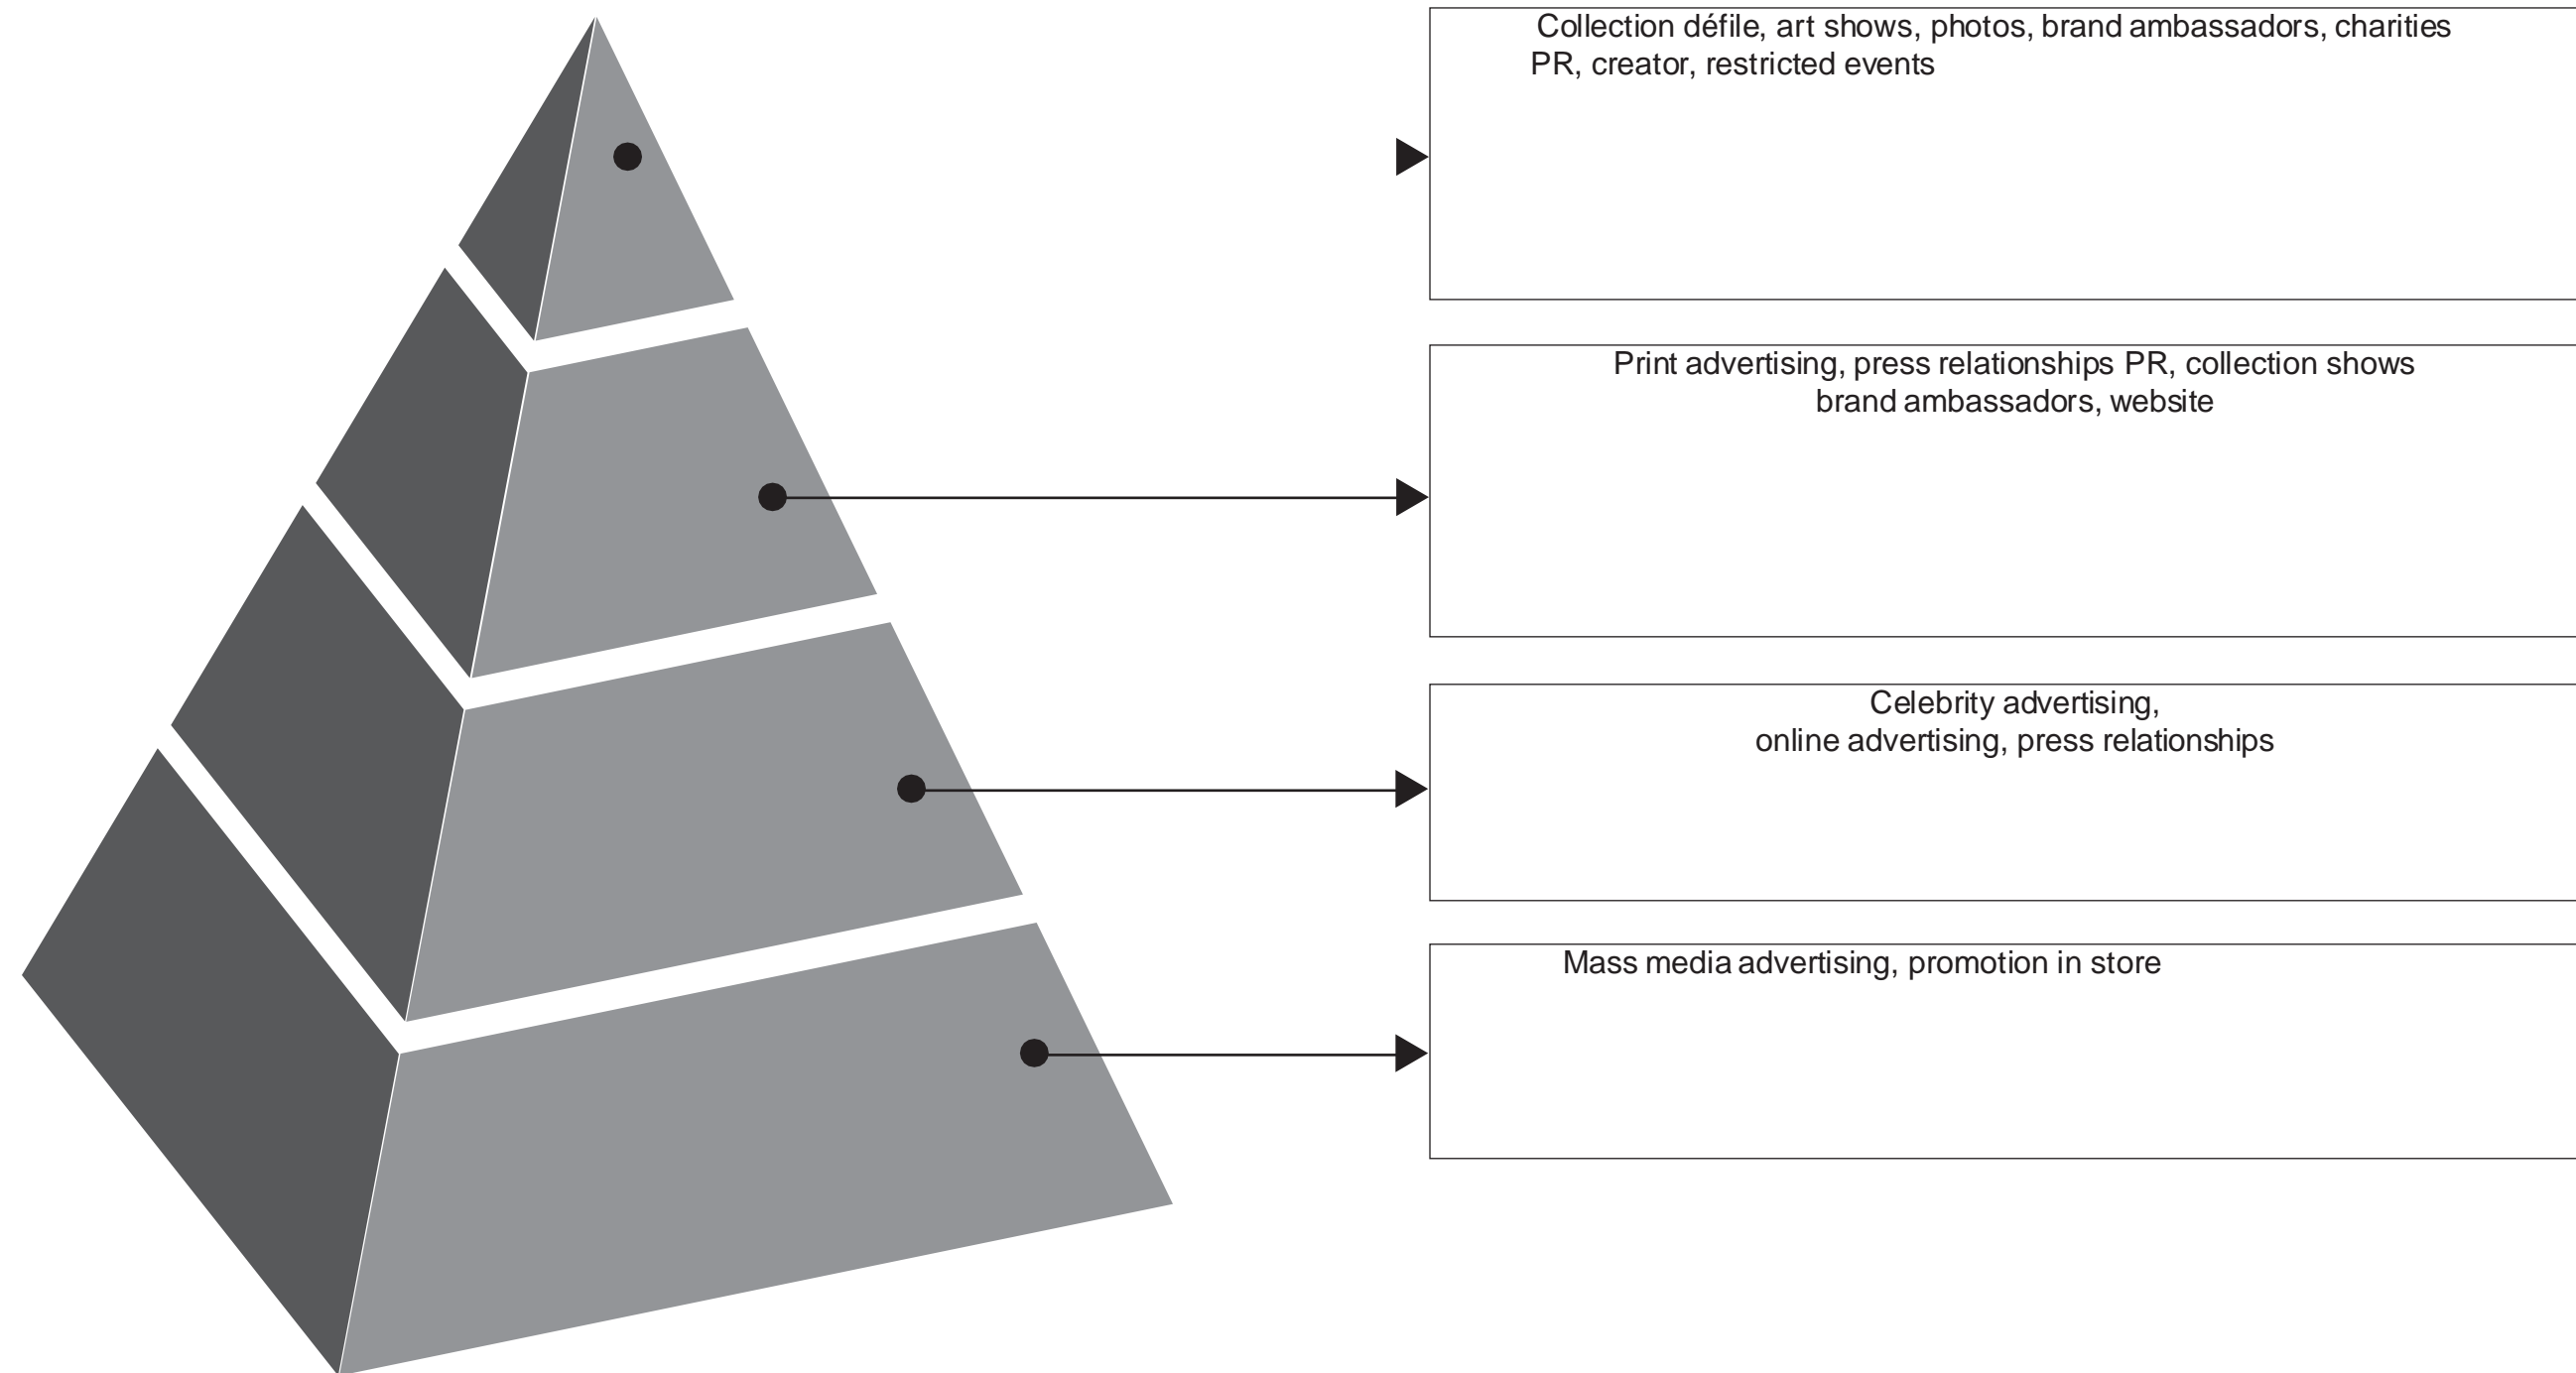 Collection défile, art shows, photos, brand ambassadors, charities
PR, creator, restricted events
Print advertising, press relationships PR, collection shows
brand ambassadors, website
Celebrity advertising,
online advertising, press relationships
Mass media advertising, promotion in store